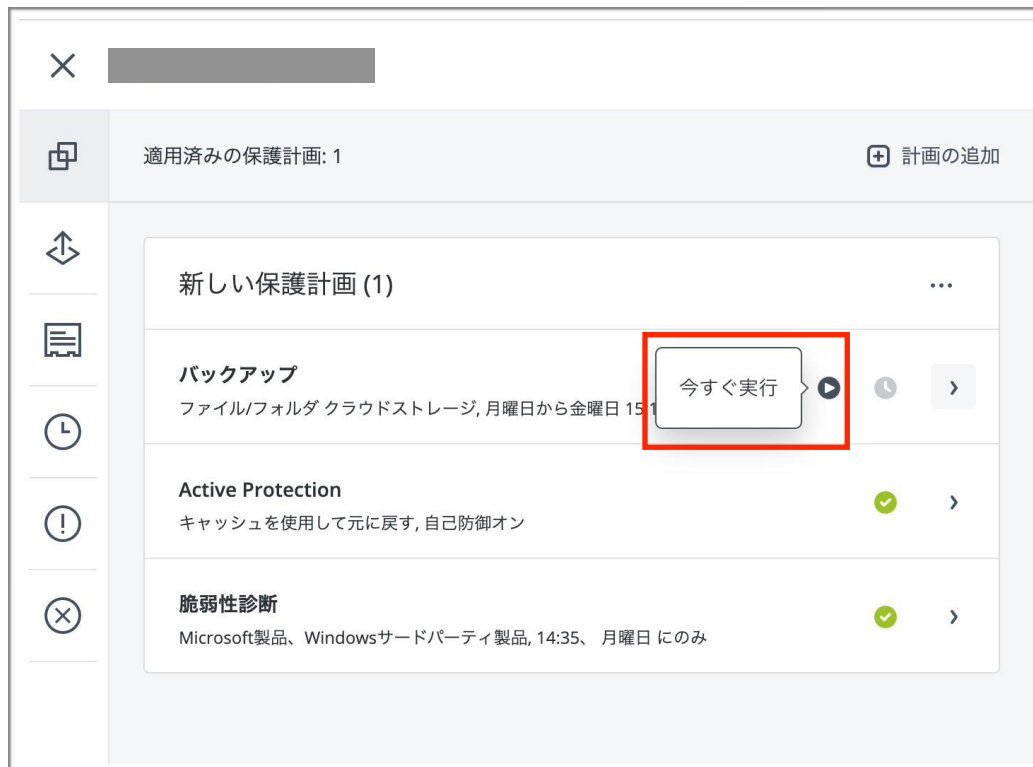 適用済みの保護計画: 1
計画の追加
新しい保護計画 (1)
バックアップ
今すぐ実行
ファイル/フォルダ クラウドストレージ, 月曜日から金曜日 15:1
Active Protection
キャッシュを使用して元に戻す, 自己防御オン
脆弱性診断
Microsoft製品、Windowsサードパーティ製品, 14:35、 月曜日 にのみ